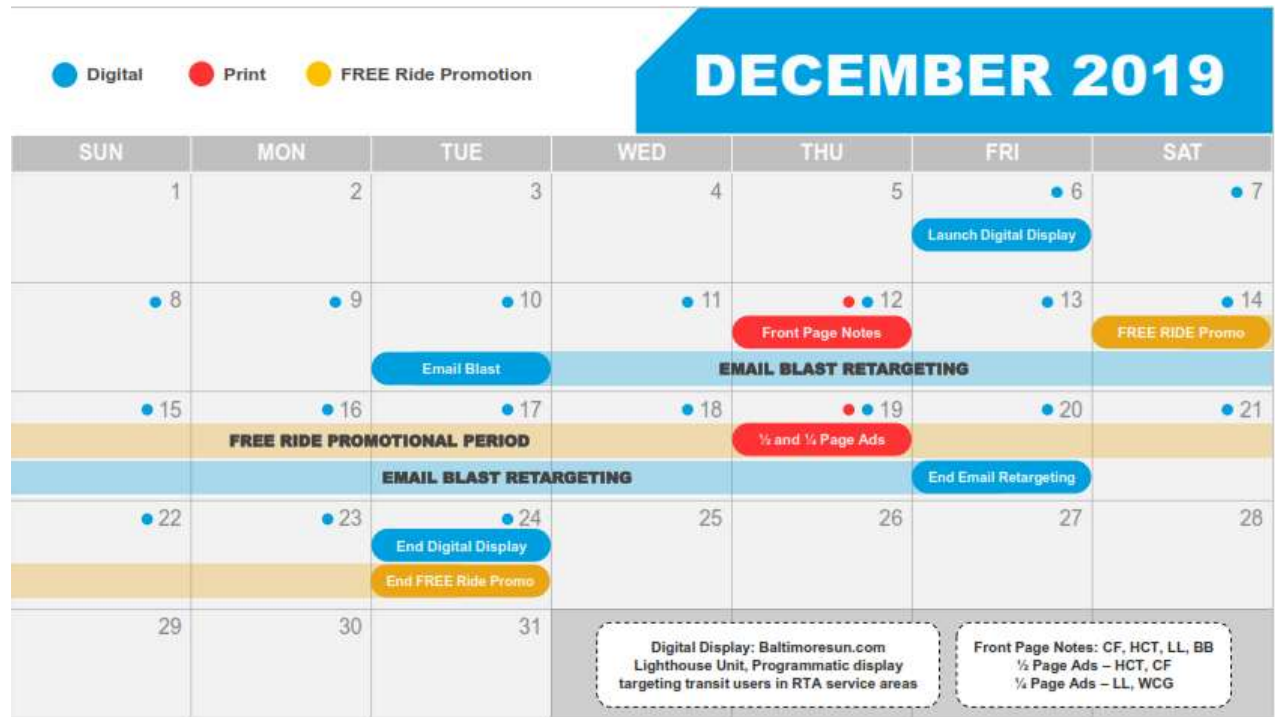 Digital Print FREE Ride Promotion
DECEMBER 2019
SUN MON TUE WED THU FRI SAT
1 2 3 4 5 6 7
Launch Digital Display
8 9 10 11 12 13 14
Front Page Notes FREE RIDE Promo
Email Blast EMAIL BLAST RETARGETING
15 16 17 18 19 20 21
FREE RIDE PROMOTIONAL PERIOD ½ and ¼ Page Ads
EMAIL BLAST RETARGETING End Email Retargeting
22 23 24 25 26 27 28
End Digital Display
End FREE Ride Promo
29 30 31
Digital Display: Baltimoresun.com
Lighthouse Unit, Programmatic display
targeting transit users in RTA service areas
Front Page Notes: CF, HCT, LL, BB
½ Page Ads – HCT, CF
¼ Page Ads – LL, WCG